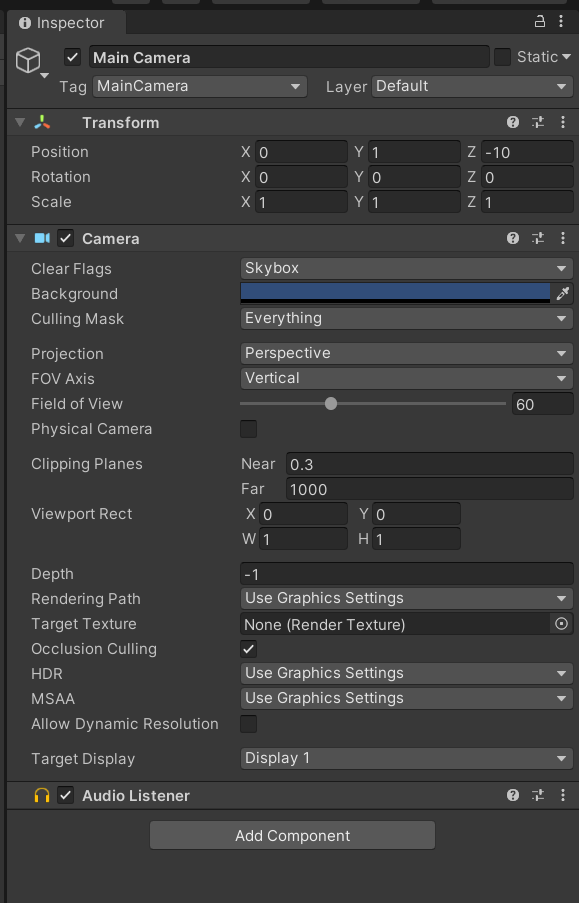 Inspector
Main Camera Static
Tag MainCamera Layer Default
Transform
Position X 0 Y 1 Z -10
Rotation X 0 Y 0 Z 0
Scale X 1 Y 1 Z 1
Camera
Clear Flags Skybox
Background
Culling Mask Everything
Projection Perspective
FOV Axis Vertical
Field of View 60
Physical Camera
Clipping Planes Near 0.3
Far 1000
Viewport Rect X 0 Y 0
W 1 H 1
Depth -1
Rendering Path Use Graphics Settings
Target Texture None (Render Texture)
Occlusion Culling
HDR Use Graphics Settings
MSAA Use Graphics Settings
Allow Dynamic Resolution
Target Display Display 1
Audio Listener
Add Component